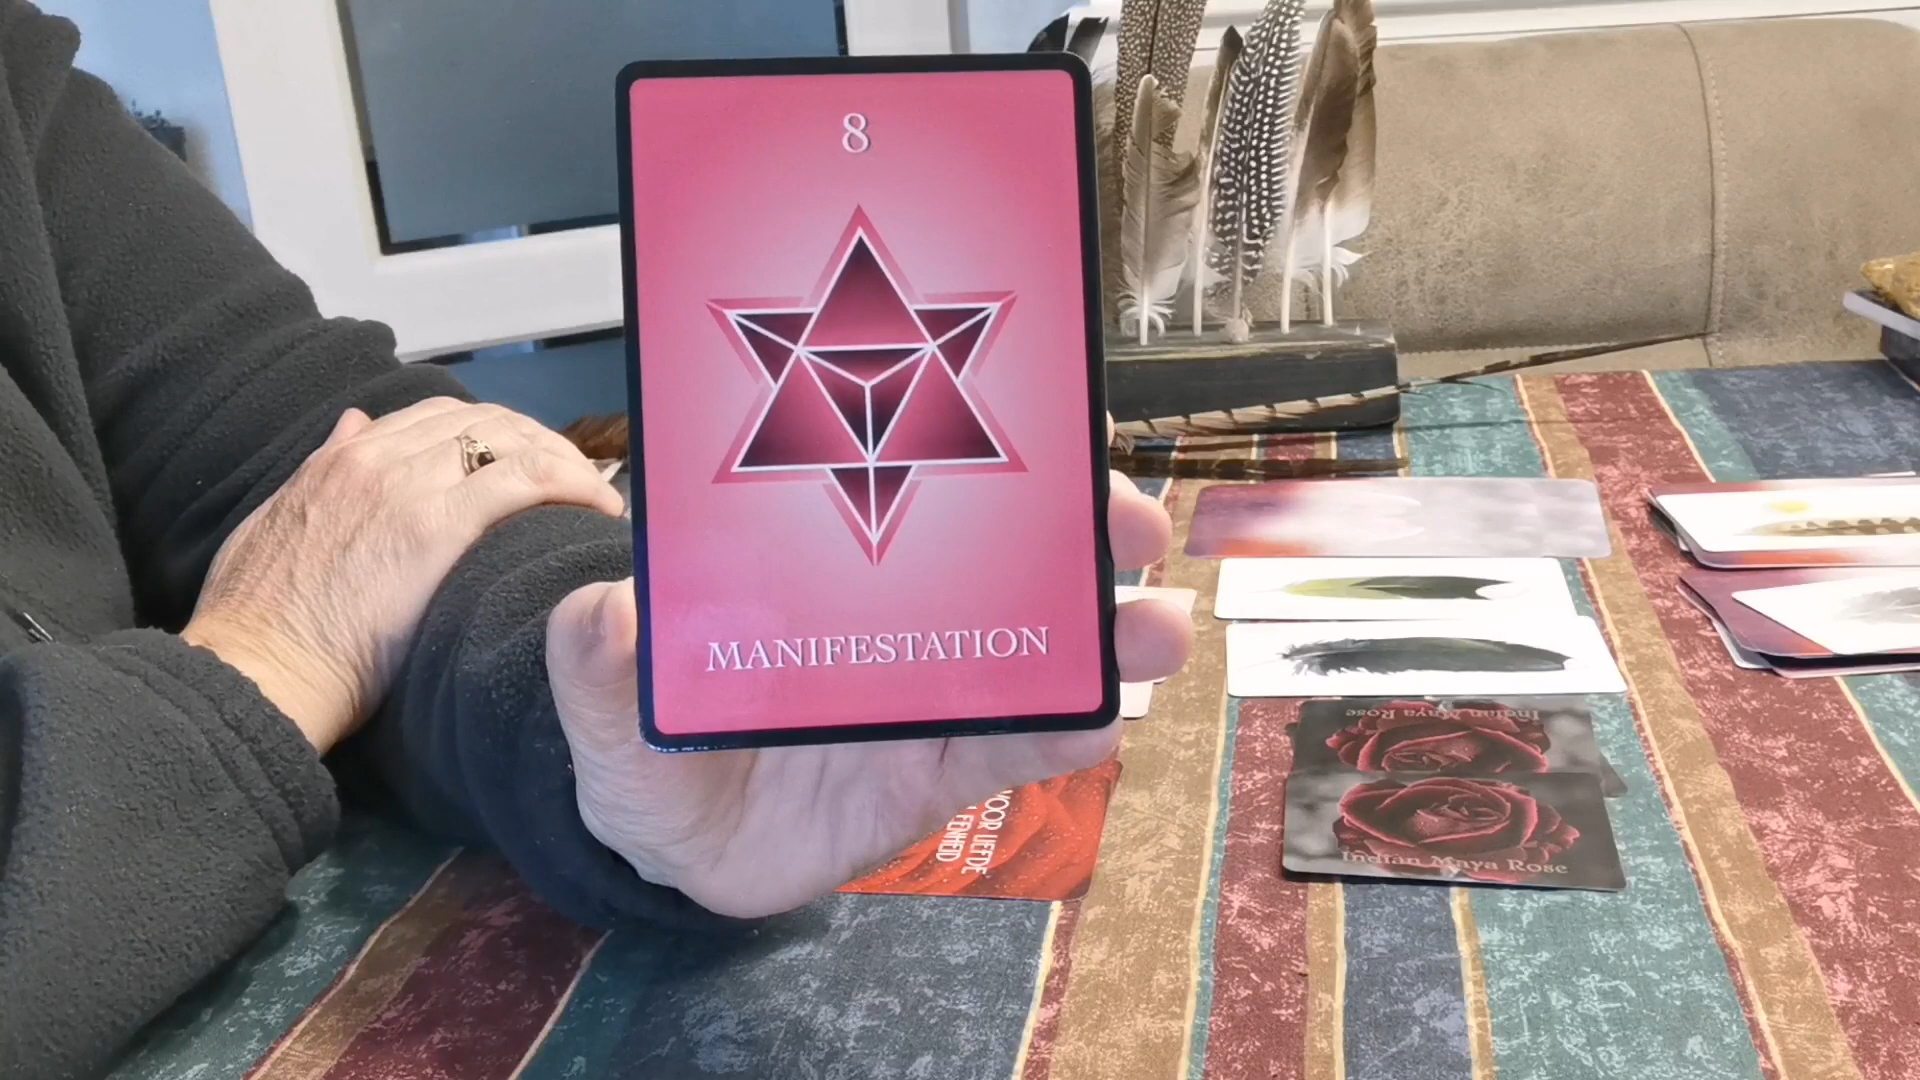 8
MANIFESTATION
VOOR LIEFDE
EENHEID
Indian Maya Rose
Indian Maya Rose